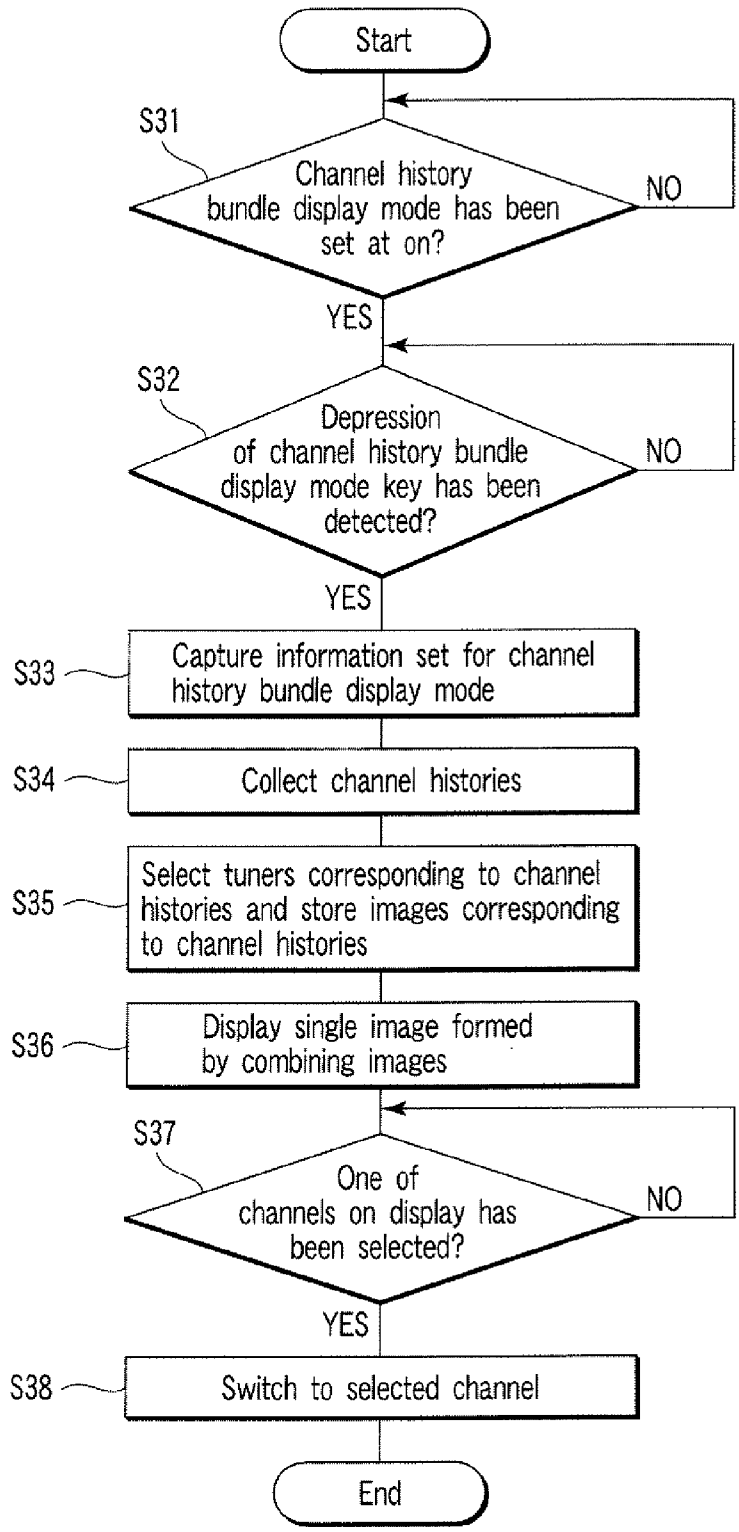 Start
S31
Channel history
bundle display mode has been
set at on?
NO
YES
S32
Depression
of channel history bundle
display mode key has been
detected?
NO
YES
S33
Capture information set for channel
history bundle display mode
S34
Collect channel histories
S35
Select tuners corresponding to channel
histories and store images corresponding
to channel histories
S36
Display single image formed
by combining images
S37
One of
channels on display has
been selected?
NO
YES
S38
Switch to selected channel
End